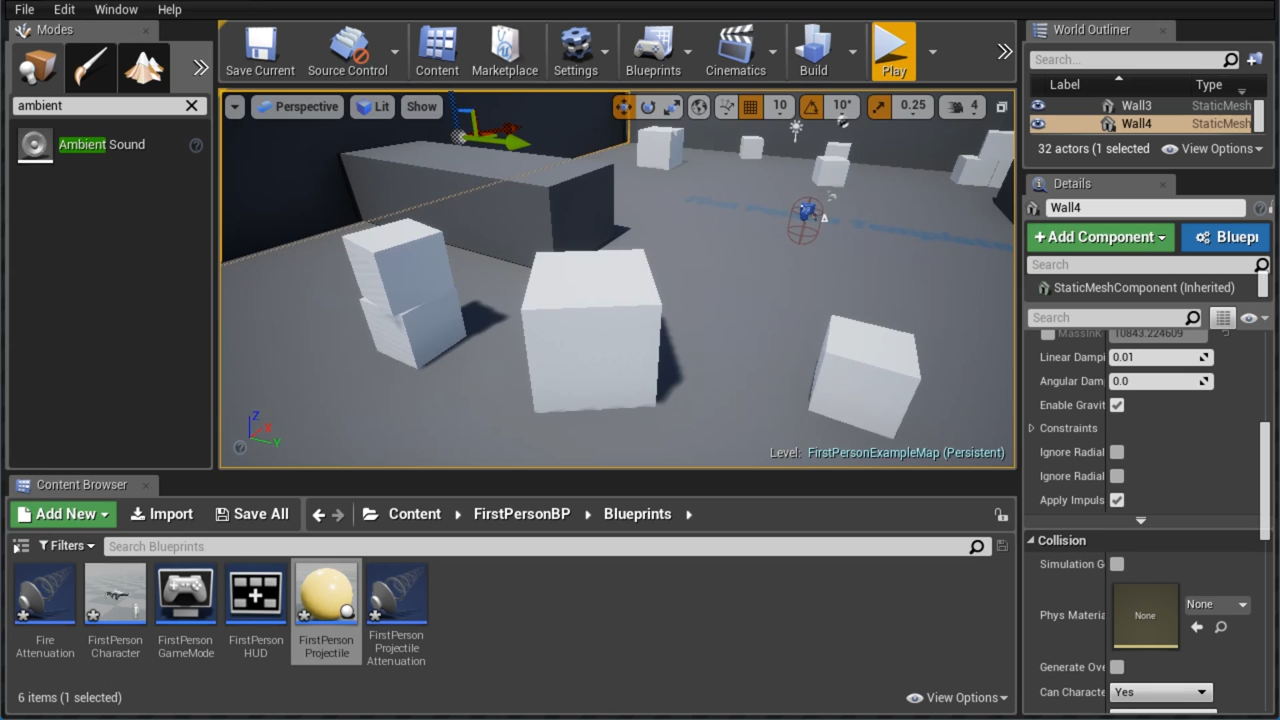 File Edit Window Help
Modes
World Outliner
Save Current Source Control Content Marketplace Settings Blueprints Cinematics Build Play
Search...
Label Type
ambient
Perspective Lit Show 10 10° 0.25 4
Wall3 StaticMesh
Wall4 StaticMesh
Ambient Sound
32 actors (1 selected View Options
Details
Wall4
+Add Component Bluepi
Search
StaticMeshComponent (Inherited)
Search
MassInK 10843.224609
Linear Dampi 0.01
Angular Dam 0.0
Enable Gravit
Constraints
Z
X
Y
Level: FirstPersonExampleMap (Persistent)
Ignore Radial
Ignore Radial
Apply Impuls
Content Browser
Add New Import Save All Content FirstPersonBP Blueprints
Collision
Filters Search Blueprints
Simulation G
Phys Materia None None
Fire
Attenuation
FirstPerson
Character
FirstPerson
GameMode
FirstPerson
HUD
FirstPerson
Projectile
FirstPerson
Projectile
Attenuation
Generate Ove
Can Characte Yes
6 items (1 selected) View Options